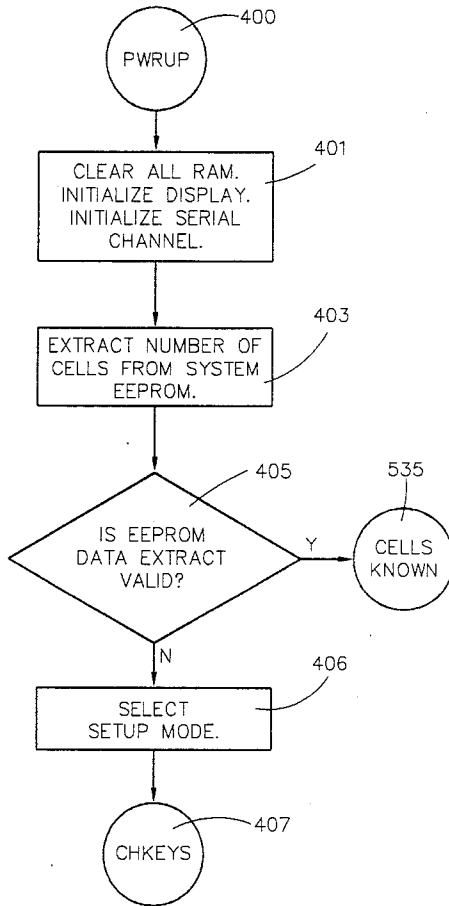 400
PWRUP
401
CLEAR ALL RAM.
INITIALIZE DISPLAY.
INITIALIZE SERIAL
CHANNEL.
403
EXTRACT NUMBER OF
CELLS FROM SYSTEM
EEPROM.
405
IS EEPROM
DATA EXTRACT
VALID?
Y
535
CELLS
KNOWN
N
406
SELECT
SETUP MODE.
CHKEYS
407